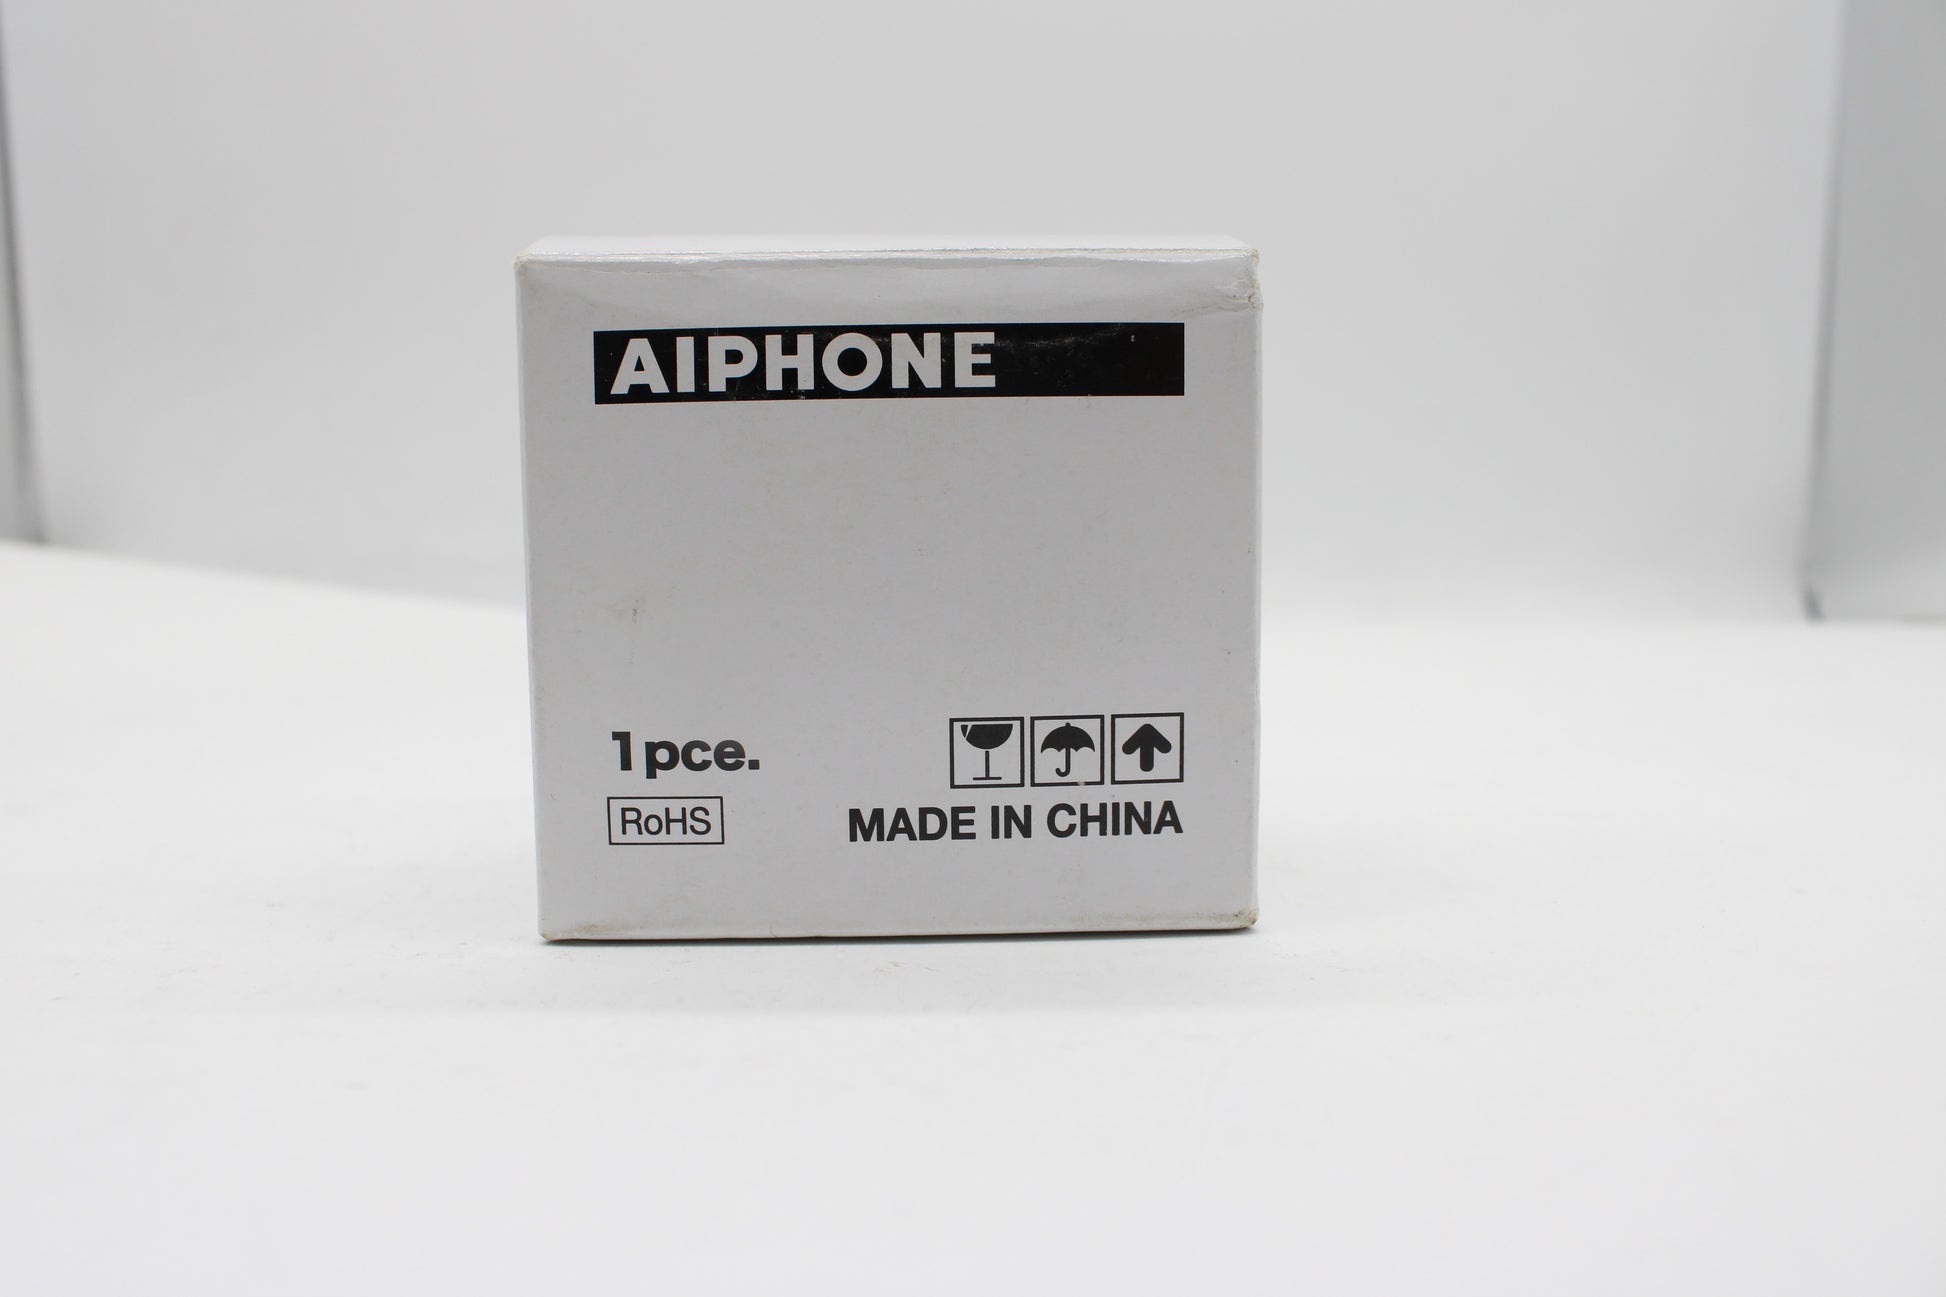 AIPHONE
1pce.
RoHS
MADE IN CHINA